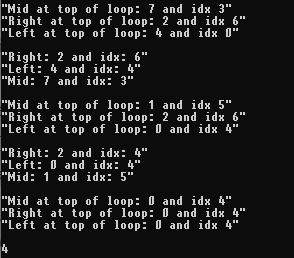 "Mid at top of loop: 7 and idx 3"
"Right at top of loop: 2 and idx 6"
"Left at top of loop: 4 and idx 0"
"Right: 2 and idx: 6"
"Left: 4 and idx: 4"
"Mid: 7 and idx: 3"
"Mid at top of loop: 1 and idx 5"
"Right at top of loop: 2 and idx 6"
"Left at top of loop: 0 and idx 4"
"Right: 2 and idx: 4"
"Left: 0 and idx: 4"
"Mid: 1 and idx: 5"
"Mid at top of loop: 0 and idx 4"
"Right at top of loop: 0 and idx 4"
"Left at top of loop: 0 and idx 4"
4